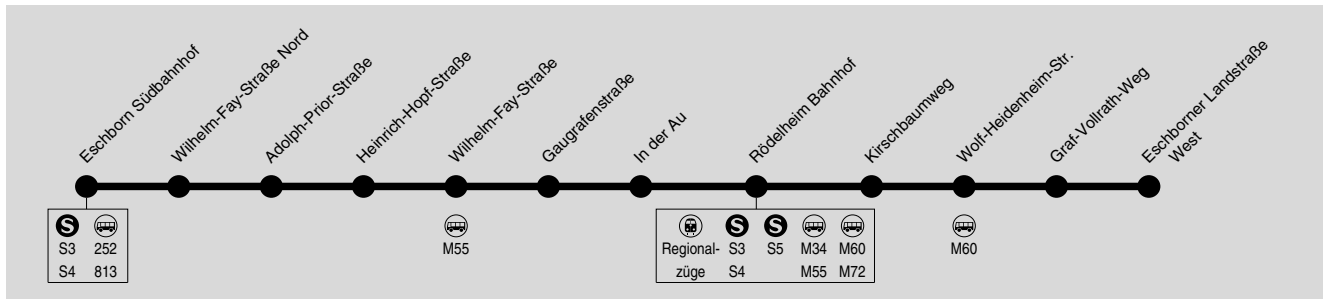 Eschborn Südbahnhof
Wilhelm-Fay-Straße Nord
Adolph-Prior-Straße
Heinrich-Hopf-Straße
Wilhelm-Fay-Straße
Gaugrafenstraße
In der Au
Rödelheim Bahnhof
Kirschbaumweg
Wolf-Heidenheim-Str.
Graf-Vollrath-Weg
Eschborner Landstraße
West
S
S3 252
S4 813
M55
S S
Regional- S3 S5 M34 M60
züge S4 M55 M72
M60